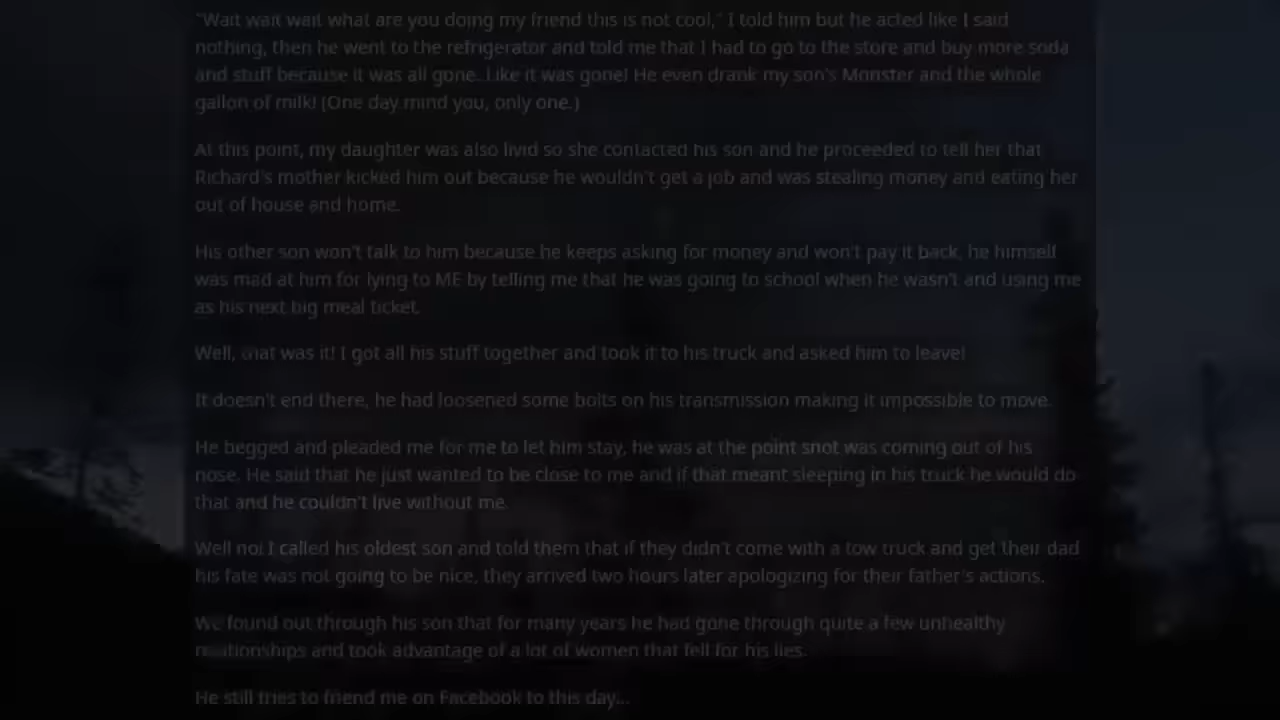 "Wait wait wait what are you doing my friend this is not cool," I told him but he acted like I said
nothing, then he went to the refrigerator and told me that I had to go to the store and buy more soda
and stuff because it was all gone. Like it was gone! He even drank my son's Monster and the whole
gallon of milk! (One day mind you, only one.)
At this point, my daughter was also livid so she contacted his son and he proceeded to tell her that
Richard's mother kicked him out because he wouldn't get a job and was stealing money and eating her
out of house and home.
His other son won't talk to him because he keeps asking for money and won't pay it back, he himself
was mad at him for lying to ME by telling me that he was going to school when he wasn't and using me
as his next big meal ticket.
Well, that was it! I got all his stuff together and took it to his truck and asked him to leave!
It doesn't end there, he had loosened some bolts on his transmission making it impossible to move.
He begged and pleaded me for me to let him stay, he was at the point snot was coming out of his
nose. He said that he just wanted to be close to me and if that meant sleeping in his truck he would do
that and he couldn't live without me.
Well no! I called his oldest son and told them that if they didn't come with a tow truck and get their dad
his fate was not going to be nice, they arrived two hours later apologizing for their father's actions.
We found out through his son that for many years he had gone through quite a few unhealthy
relationships and took advantage of a lot of women that fell for his lies.
He still tries to friend me on Facebook to this day...